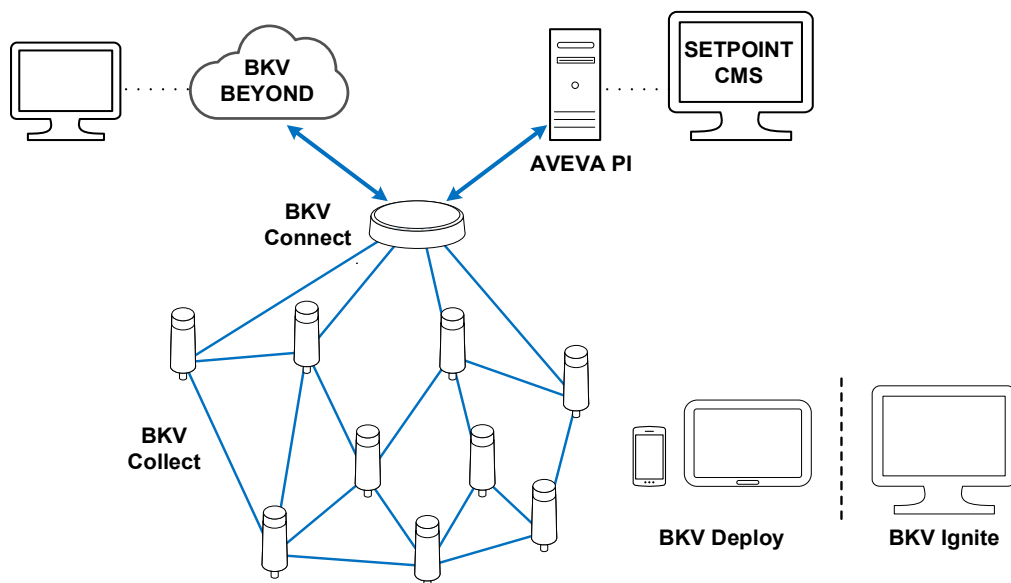 BKV
BEYOND
SETPOINT
CMS
AVEVA PI
BKV
Connect
BKV
Collect
BKV Deploy
BKV Ignite